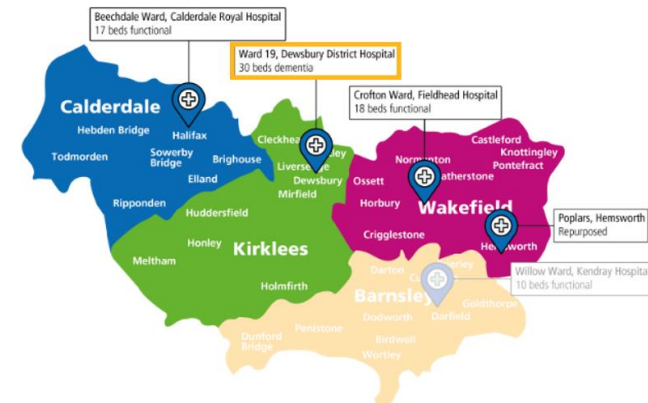 Beechdale Ward, Calderdale Royal Hospital
17 beds functional
Ward 19, Dewsbury District Hospital
30 beds dementia
Crofton Ward, Fieldhead Hospital
18 beds functional
Calderdale
Hebden Bridge
Halifax
Todmorden
Sowerby
Bridge
Brighouse
Elland
Ripponden
Dewsbury
Mirfield
Huddersfield
Honley
Kirklees
Meltham
Holmfirth
Castleford
Knottingley
Pontefract
Ossett
Horbury
Wakefield
Crigglestone
Poplars, Hemsworth
Repurposed
Willow Ward, Kendray Hospital
10 beds functional
Darton
Barnsley
Goldthorpe
Dodworth
Darfield
Penistone
Birdwell
Dunford
Bridge
Wortley